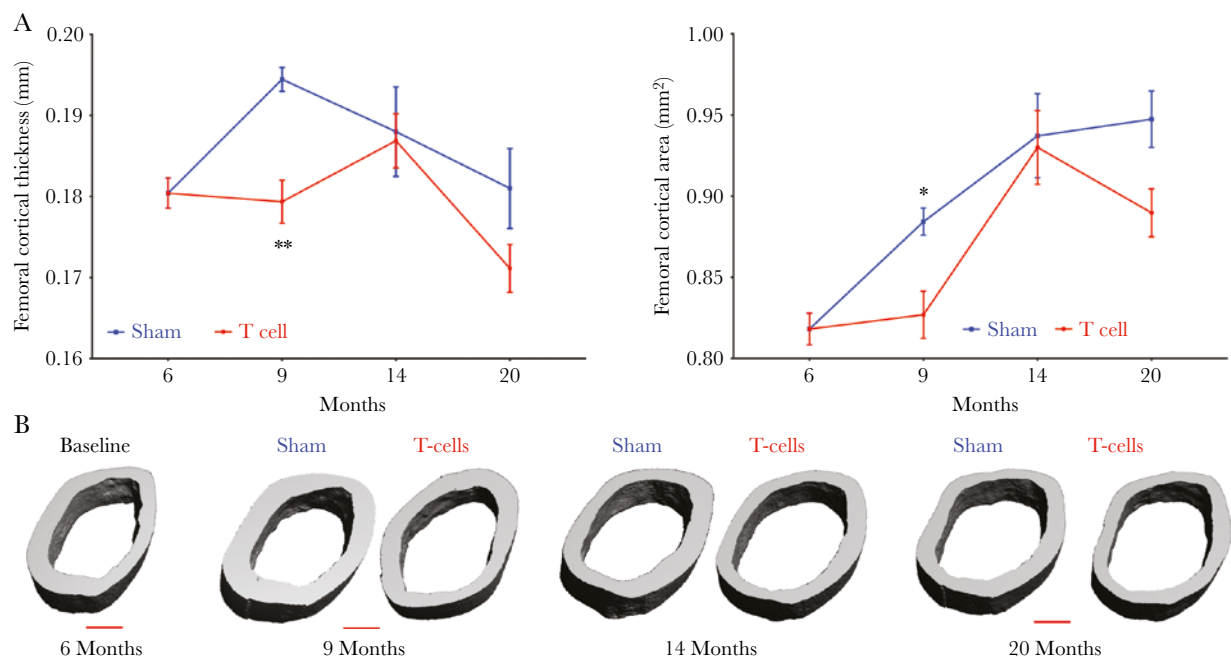 A
Femoral cortical thickness (mm)
0.20
0.19
0.18
0.17
0.16
**
Sham
T cell
6
9
14
20
Months
Femoral cortical area (mm²)
1.00
0.95
0.90
0.85
0.80
*
Sham
T cell
6
9
14
20
Months
B
Baseline
Sham
T-cells
Sham
T-cells
Sham
T-cells
6 Months
9 Months
14 Months
20 Months